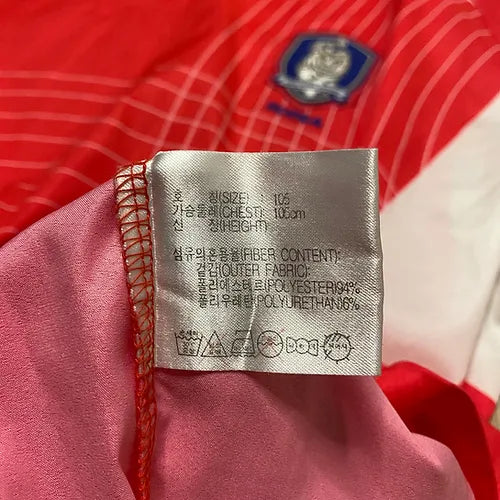 호 칭(SIZE) : 105
가슴둘레(CHEST) : 105cm
신 장(HEIGHT) :
섬유의혼용율(FIBER CONTENT):
겉감(OUTER FABRIC):
폴리에스테르(POLYESTER)94%
폴리우레탄(POLYURETHAN)6%